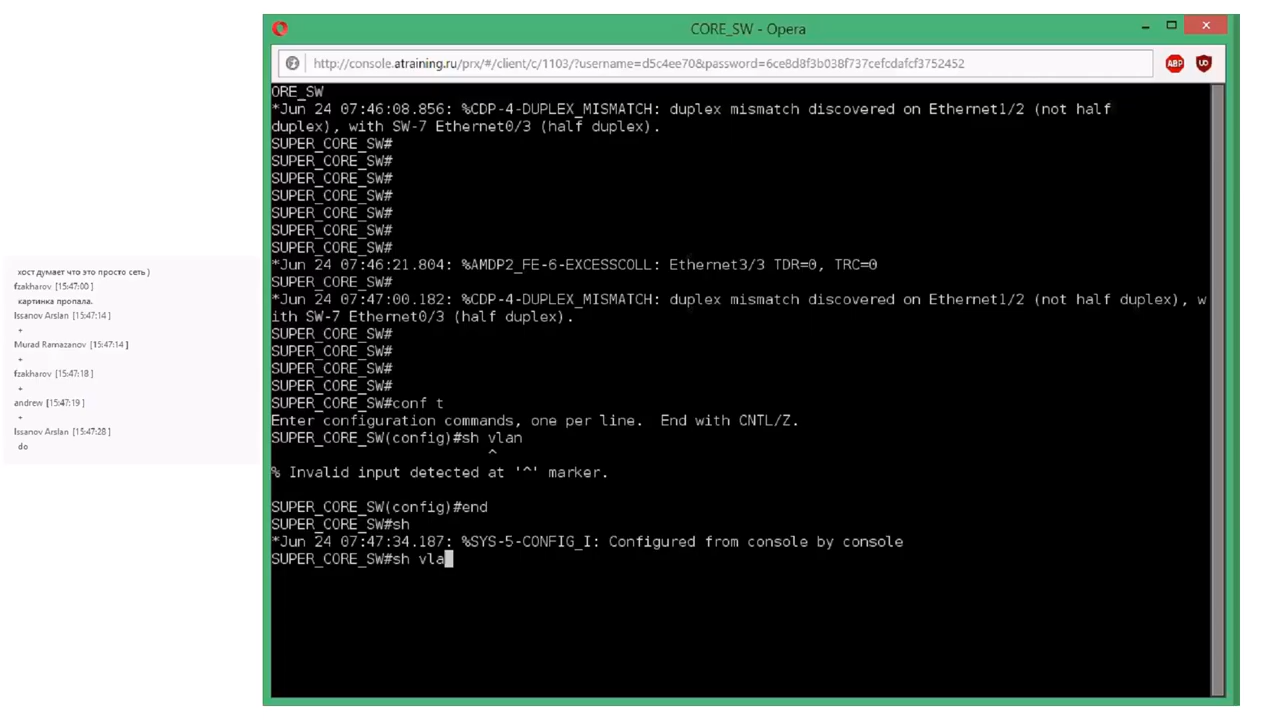 CORE_SW - Opera
http://console.atraining.ru/prx/#/client/c/1103/?username=d5c4ee70&password=6ce8d8f3b038f737cefcdafcf3752452
ABP
хост думает что это просто сеть )
fzakharov [15:47:00 ]
картинка пропала.
Issanov Arslan [15:47:14 ]
+
Murad Ramazanov [15:47:14 ]
+
fzakharov [15:47:18 ]
+
andrew [15:47:19 ]
+
Issanov Arslan [15:47:28 ]
do
ORE_SW
*Jun 24 07:46:08.856: %CDP-4-DUPLEX_MISMATCH: duplex mismatch discovered on Ethernet1/2 (not half
duplex), with SW-7 Ethernet0/3 (half duplex).
SUPER_CORE_SW#
SUPER_CORE_SW#
SUPER_CORE_SW#
SUPER_CORE_SW#
SUPER_CORE_SW#
SUPER_CORE_SW#
SUPER_CORE_SW#
*Jun 24 07:46:21.804: %AMDP2_FE-6-EXCESSCOLL: Ethernet3/3 TDR=0, TRC=0
SUPER_CORE_SW#
*Jun 24 07:47:00.182: %CDP-4-DUPLEX_MISMATCH: duplex mismatch discovered on Ethernet1/2 (not half duplex), w
ith SW-7 Ethernet0/3 (half duplex).
SUPER_CORE_SW#
SUPER_CORE_SW#
SUPER_CORE_SW#
SUPER_CORE_SW#
SUPER_CORE_SW#conf t
Enter configuration commands, one per line.  End with CNTL/Z.
SUPER_CORE_SW(config)#sh vlan
^
% Invalid input detected at '^' marker.
SUPER_CORE_SW(config)#end
SUPER_CORE_SW#sh
*Jun 24 07:47:34.187: %SYS-5-CONFIG_I: Configured from console by console
SUPER_CORE_SW#sh vla